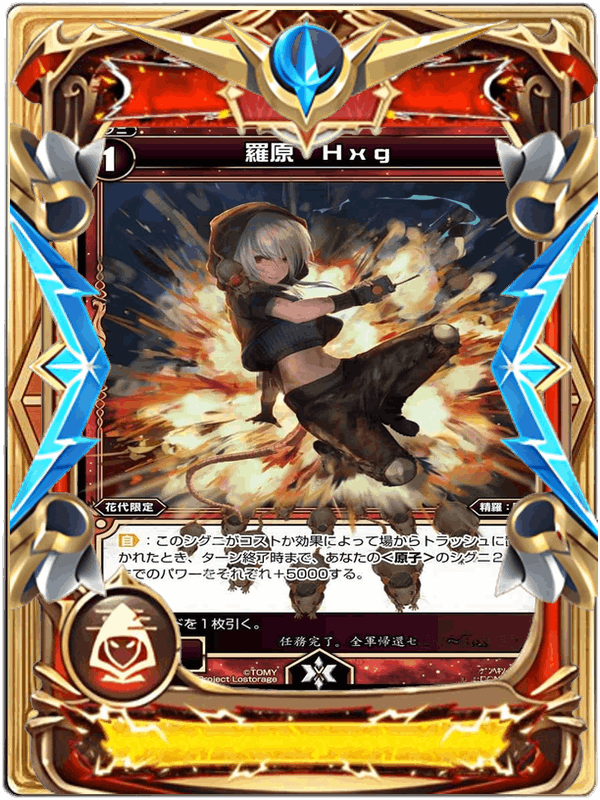 1
羅原 Hxg
花代限定
精羅:
自:このシグニがコストか効果によって場からトラッシュに
かれたとき、ターン終了時まで、あなたの<原子>のシグニ2
でのパワーをそれぞれ+5000する。
ドを1枚引く。
任務完了。全軍帰還セ
©TOMY
roject Lostorage